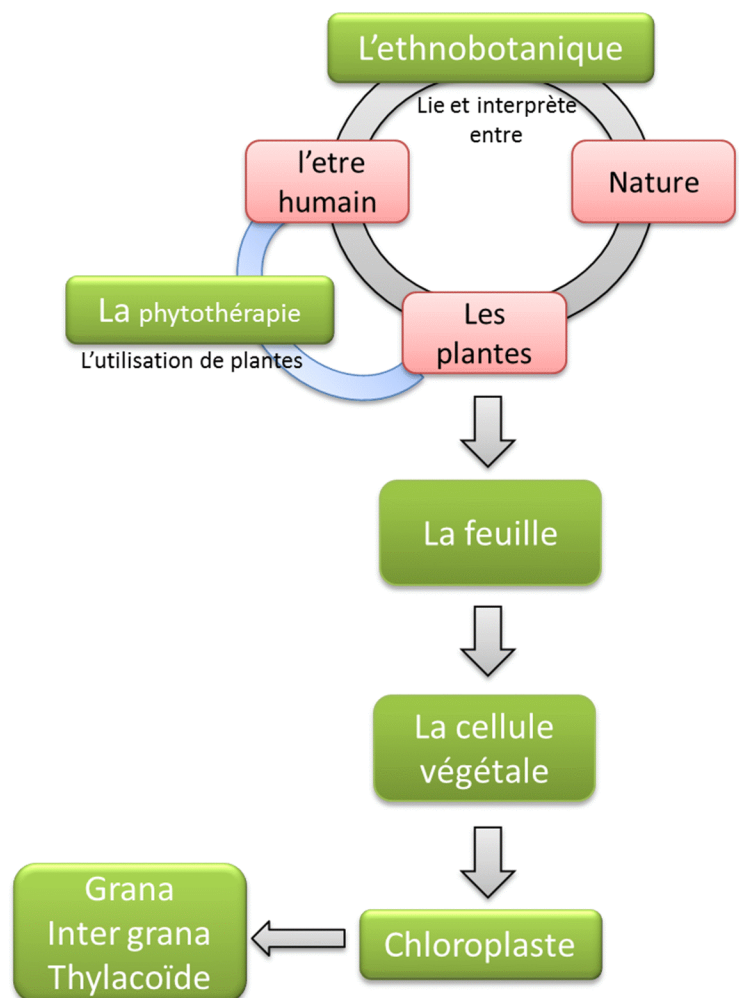 L'ethnobotanique
Lie et interprète
entre
l'etre
humain
Nature
La phytothérapie
L'utilisation de plantes
Les
plantes
La feuille
La cellule
végétale
Chloroplaste
Grana
Inter grana
Thylacoïde